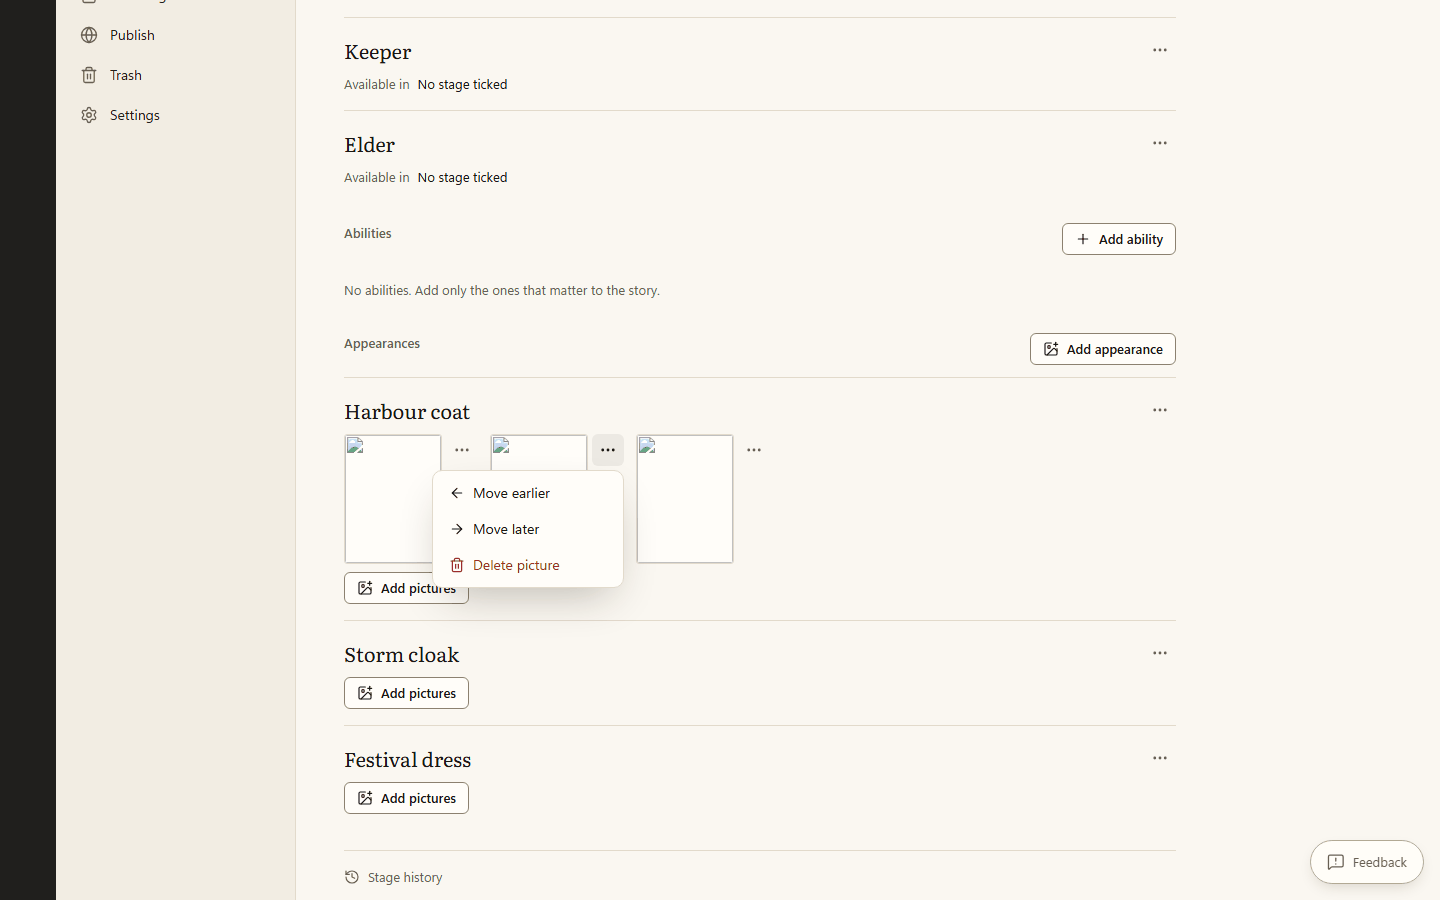 Publish
Trash
Settings
Keeper
Available in No stage ticked
Elder
Available in No stage ticked
Abilities
Add ability
No abilities. Add only the ones that matter to the story.
Appearances
Add appearance
Harbour coat
Move earlier
Move later
Delete picture
Add pictures
Storm cloak
Add pictures
Festival dress
Add pictures
Stage history
Feedback